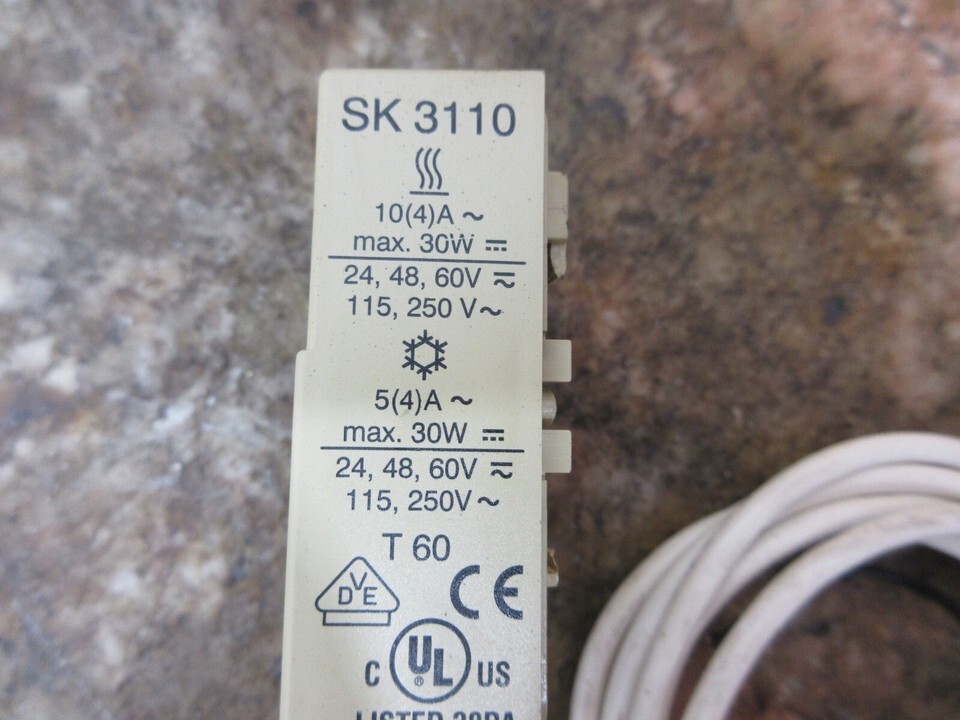 SK 3110
10(4)A ~
max. 30W ⎓
24, 48, 60V ⎓
115, 250 V~
5(4)A ~
max. 30W ⎓
24, 48, 60V ⎓
115, 250V~
T 60
DVE
CE
C UL ® US
LISTED